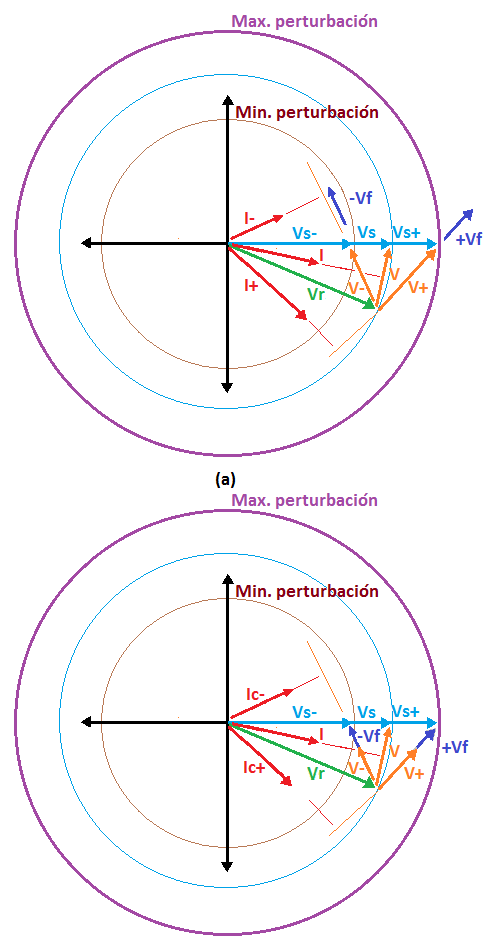 Max. perturbación
Min. perturbación
-Vf
I-
Vs- Vs Vs+
+Vf
I
V- V V+
I+
Vr
(a)
Max. perturbación
Min. perturbación
Ic-
Vs- Vs Vs+
-Vf
+Vf
I
V- V V+
Vr
Ic+